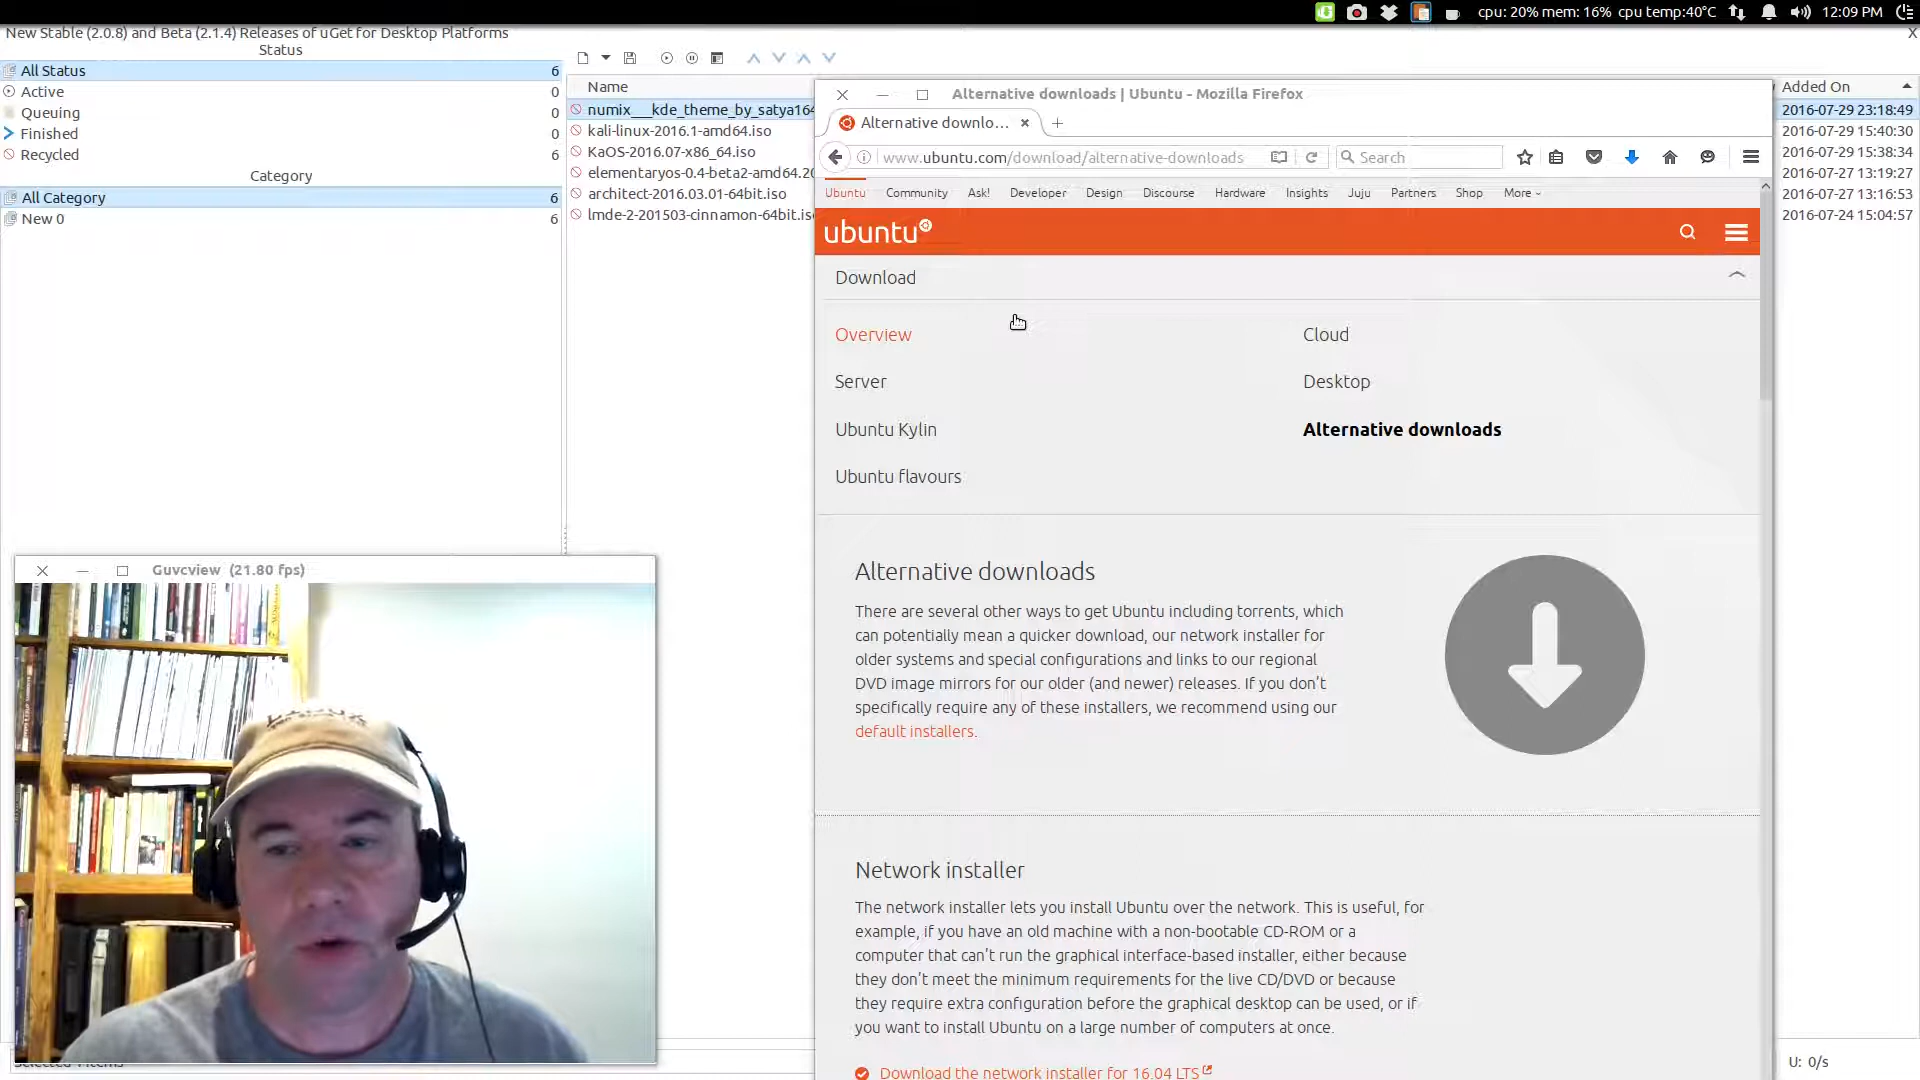 cpu: 20% mem: 16% cpu temp:40°C 12:09 PM
New Stable (2.0.8) and Beta (2.1.4) Releases of uGet for Desktop Platforms
Status
All Status 6
Active 0
Queuing 0
Finished 0
Recycled 6
Category
All Category 6
New 0 6
Name
numix___kde_theme_by_satya164
kali-linux-2016.1-amd64.iso
KaOS-2016.07-x86_64.iso
elementaryos-0.4-beta2-amd64.20
architect-2016.03.01-64bit.iso
lmde-2-201503-cinnamon-64bit.iso
Added On
2016-07-29 23:18:49
2016-07-29 15:40:30
2016-07-29 15:38:34
2016-07-27 13:19:27
2016-07-27 13:16:53
2016-07-24 15:04:57
Alternative downloads | Ubuntu - Mozilla Firefox
Alternative downlo...
www.ubuntu.com/download/alternative-downloads
Search
Ubuntu Community Ask! Developer Design Discourse Hardware Insights Juju Partners Shop More
ubuntu
Download
Overview Cloud
Server Desktop
Ubuntu Kylin Alternative downloads
Ubuntu flavours
Alternative downloads
There are several other ways to get Ubuntu including torrents, which
can potentially mean a quicker download, our network installer for
older systems and special configurations and links to our regional
DVD image mirrors for our older (and newer) releases. If you don't
specifically require any of these installers, we recommend using our
default installers.
Network installer
The network installer lets you install Ubuntu over the network. This is useful, for
example, if you have an old machine with a non-bootable CD-ROM or a
computer that can't run the graphical interface-based installer, either because
they don't meet the minimum requirements for the live CD/DVD or because
they require extra configuration before the graphical desktop can be used, or if
you want to install Ubuntu on a large number of computers at once.
Download the network installer for 16.04 LTS
Guvcview (21.80 fps)
U: 0/s